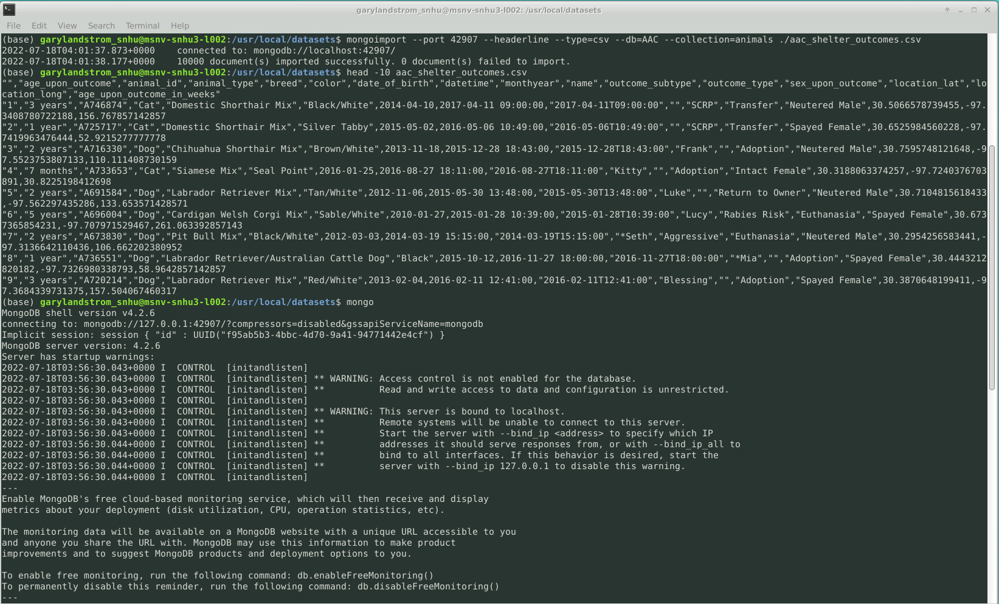 garylandstrom_snhu@msnv-snhu3-l002: /usr/local/datasets
File Edit View Search Terminal Help
(base) garylandstrom_snhu@msnv-snhu3-l002:/usr/local/datasets$ mongoimport --port 42907 --headerline --type=csv --db=AAC --collection=animals ./aac_shelter_outcomes.csv
2022-07-18T04:01:37.873+0000    connected to: mongodb://localhost:42907/
2022-07-18T04:01:38.177+0000    10000 document(s) imported successfully. 0 document(s) failed to import.
(base) garylandstrom_snhu@msnv-snhu3-l002:/usr/local/datasets$ head -10 aac_shelter_outcomes.csv
"","age_upon_outcome","animal_id","animal_type","breed","color","date_of_birth","datetime","monthyear","name","outcome_subtype","outcome_type","sex_upon_outcome","location_lat","lo
cation_long","age_upon_outcome_in_weeks"
"1","3 years","A746874","Cat","Domestic Shorthair Mix","Black/White",2014-04-10,2017-04-11 09:00:00,"2017-04-11T09:00:00","","SCRP","Transfer","Neutered Male",30.5066578739455,-97.
3408780722188,156.767857142857
"2","1 year","A725717","Cat","Domestic Shorthair Mix","Silver Tabby",2015-05-02,2016-05-06 10:49:00,"2016-05-06T10:49:00","","SCRP","Transfer","Spayed Female",30.6525984560228,-97.
7419963476444,52.9215277777778
"3","2 years","A716330","Dog","Chihuahua Shorthair Mix","Brown/White",2013-11-18,2015-12-28 18:43:00,"2015-12-28T18:43:00","Frank","","Adoption","Neutered Male",30.7595748121648,-9
7.5523753807133,110.111408730159
"4","7 months","A733653","Cat","Siamese Mix","Seal Point",2016-01-25,2016-08-27 18:11:00,"2016-08-27T18:11:00","Kitty","","Adoption","Intact Female",30.3188063374257,-97.7240376703
891,30.8225198412698
"5","2 years","A691584","Dog","Labrador Retriever Mix","Tan/White",2012-11-06,2015-05-30 13:48:00,"2015-05-30T13:48:00","Luke","","Return to Owner","Neutered Male",30.7104815618433
,-97.562297435286,133.653571428571
"6","5 years","A696004","Dog","Cardigan Welsh Corgi Mix","Sable/White",2010-01-27,2015-01-28 10:39:00,"2015-01-28T10:39:00","Lucy","Rabies Risk","Euthanasia","Spayed Female",30.673
7365854231,-97.707971529467,261.063392857143
"7","2 years","A673830","Dog","Pit Bull Mix","Black/White",2012-03-03,2014-03-19 15:15:00,"2014-03-19T15:15:00","*Seth","Aggressive","Euthanasia","Neutered Male",30.2954256583441,-
97.3136642110436,106.662202380952
"8","1 year","A736551","Dog","Labrador Retriever/Australian Cattle Dog","Black",2015-10-12,2016-11-27 18:00:00,"2016-11-27T18:00:00","*Mia","","Adoption","Spayed Female",30.4443212
820182,-97.7326980338793,58.9642857142857
"9","3 years","A720214","Dog","Labrador Retriever Mix","Red/White",2013-02-04,2016-02-11 12:41:00,"2016-02-11T12:41:00","Blessing","","Adoption","Spayed Female",30.3870648199411,-9
7.3684339731375,157.504067460317
(base) garylandstrom_snhu@msnv-snhu3-l002:/usr/local/datasets$ mongo
MongoDB shell version v4.2.6
connecting to: mongodb://127.0.0.1:42907/?compressors=disabled&gssapiServiceName=mongodb
Implicit session: session { "id" : UUID("f95ab5b3-4bbc-4d70-9a41-94771442e4cf") }
MongoDB server version: 4.2.6
Server has startup warnings:
2022-07-18T03:56:30.043+0000 I  CONTROL  [initandlisten]
2022-07-18T03:56:30.043+0000 I  CONTROL  [initandlisten] ** WARNING: Access control is not enabled for the database.
2022-07-18T03:56:30.043+0000 I  CONTROL  [initandlisten] **          Read and write access to data and configuration is unrestricted.
2022-07-18T03:56:30.043+0000 I  CONTROL  [initandlisten]
2022-07-18T03:56:30.043+0000 I  CONTROL  [initandlisten] ** WARNING: This server is bound to localhost.
2022-07-18T03:56:30.043+0000 I  CONTROL  [initandlisten] **          Remote systems will be unable to connect to this server.
2022-07-18T03:56:30.043+0000 I  CONTROL  [initandlisten] **          Start the server with --bind_ip <address> to specify which IP
2022-07-18T03:56:30.044+0000 I  CONTROL  [initandlisten] **          addresses it should serve responses from, or with --bind_ip_all to
2022-07-18T03:56:30.044+0000 I  CONTROL  [initandlisten] **          bind to all interfaces. If this behavior is desired, start the
2022-07-18T03:56:30.044+0000 I  CONTROL  [initandlisten] **          server with --bind_ip 127.0.0.1 to disable this warning.
2022-07-18T03:56:30.044+0000 I  CONTROL  [initandlisten]
---
Enable MongoDB's free cloud-based monitoring service, which will then receive and display
metrics about your deployment (disk utilization, CPU, operation statistics, etc).

The monitoring data will be available on a MongoDB website with a unique URL accessible to you
and anyone you share the URL with. MongoDB may use this information to make product
improvements and to suggest MongoDB products and deployment options to you.

To enable free monitoring, run the following command: db.enableFreeMonitoring()
To permanently disable this reminder, run the following command: db.disableFreeMonitoring()
---